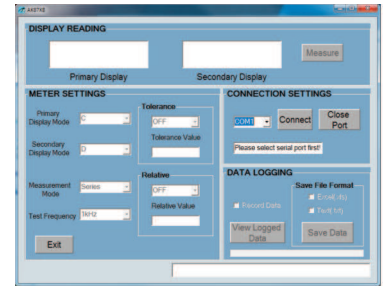 DISPLAY READING
Measure
Primary Display
Secondary Display
METER SETTINGS
Primary
Display Mode
C
Secondary
Display Mode
D
Measurement
Mode
Series
Test Frequency
1kHz
Exit
Tolerance
OFF
Tolerance Value
Relative
OFF
Relative Value
CONNECTION SETTINGS
COM1
Connect
Close
Port
Please select serial port first!
DATA LOGGING
Record Data
Save File Format
View Logged
Data
Save Data